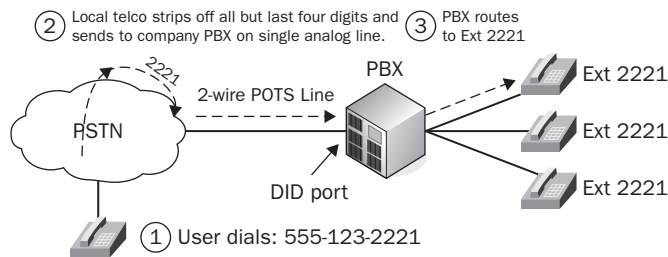 2 Local telco strips off all but last four digits and
sends to company PBX on single analog line.
3 PBX routes
to Ext 2221
2221
PBX
Ext 2221
2-wire POTS Line
PSTN
Ext 2221
DID port
Ext 2221
1 User dials: 555-123-2221